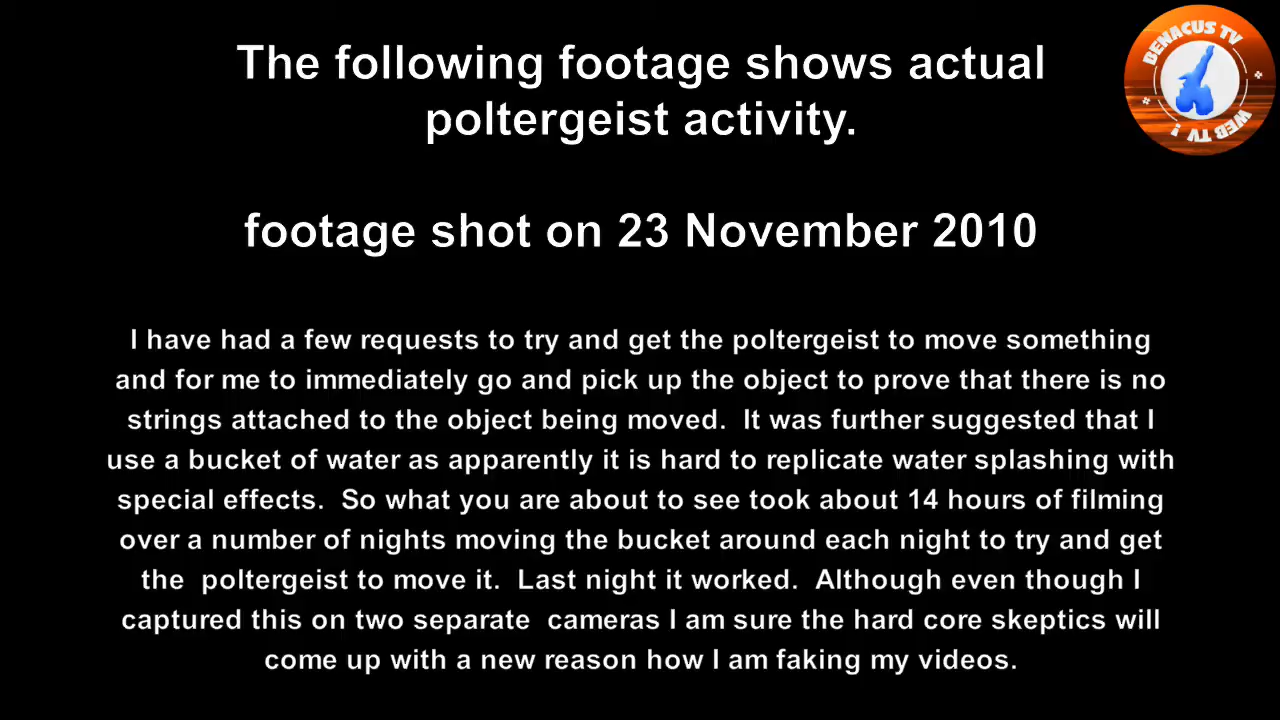 The following footage shows actual
poltergeist activity.
footage shot on 23 November 2010
I have had a few requests to try and get the poltergeist to move something
and for me to immediately go and pick up the object to prove that there is no
strings attached to the object being moved.  It was further suggested that I
use a bucket of water as apparently it is hard to replicate water splashing with
special effects.  So what you are about to see took about 14 hours of filming
over a number of nights moving the bucket around each night to try and get
the  poltergeist to move it.  Last night it worked.  Although even though I
captured this on two separate  cameras I am sure the hard core skeptics will
come up with a new reason how I am faking my videos.
BENACUS TV
WEB TV !